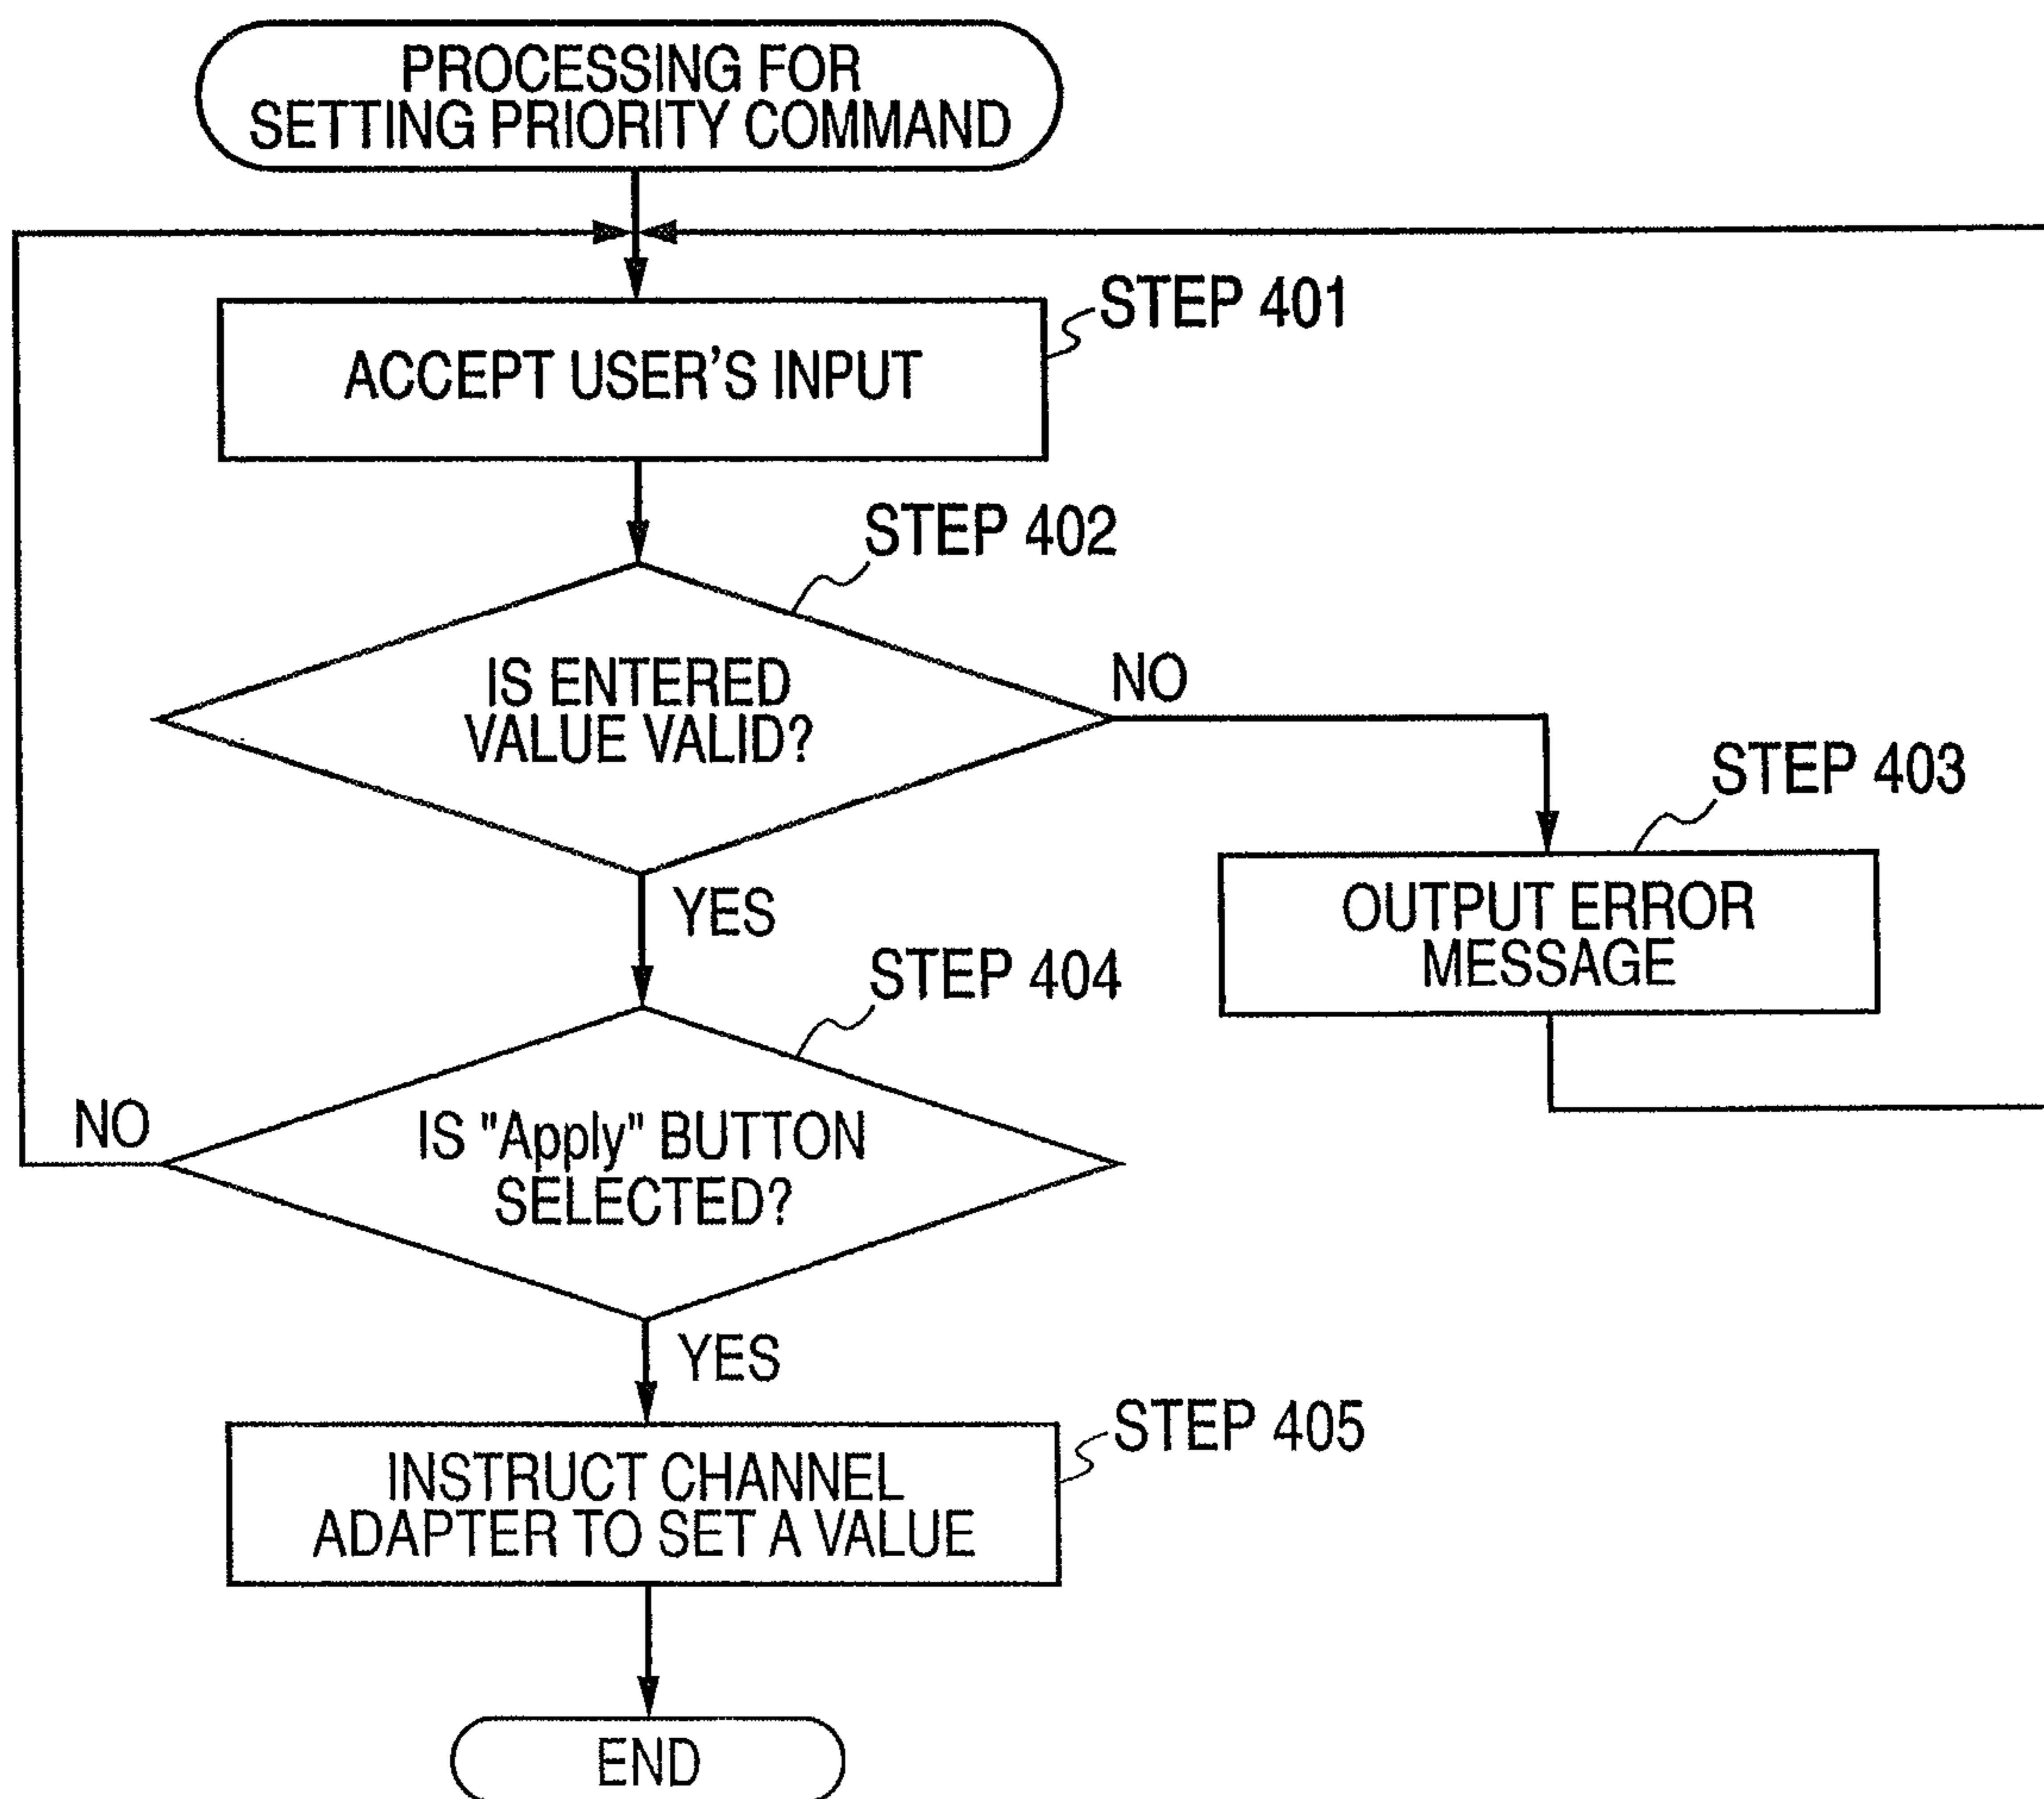 PROCESSING FOR
SETTING PRIORITY COMMAND
STEP 401
ACCEPT USER'S INPUT
STEP 402
IS ENTERED
VALUE VALID?
NO
STEP 403
OUTPUT ERROR
MESSAGE
YES
STEP 404
IS "Apply" BUTTON
SELECTED?
NO
YES
STEP 405
INSTRUCT CHANNEL
ADAPTER TO SET A VALUE
END